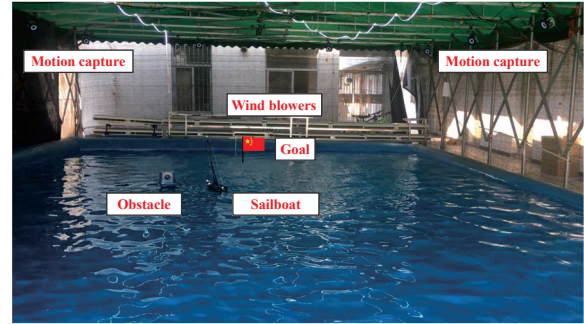 Motion capture
Motion capture
Wind blowers
Goal
Obstacle
Sailboat